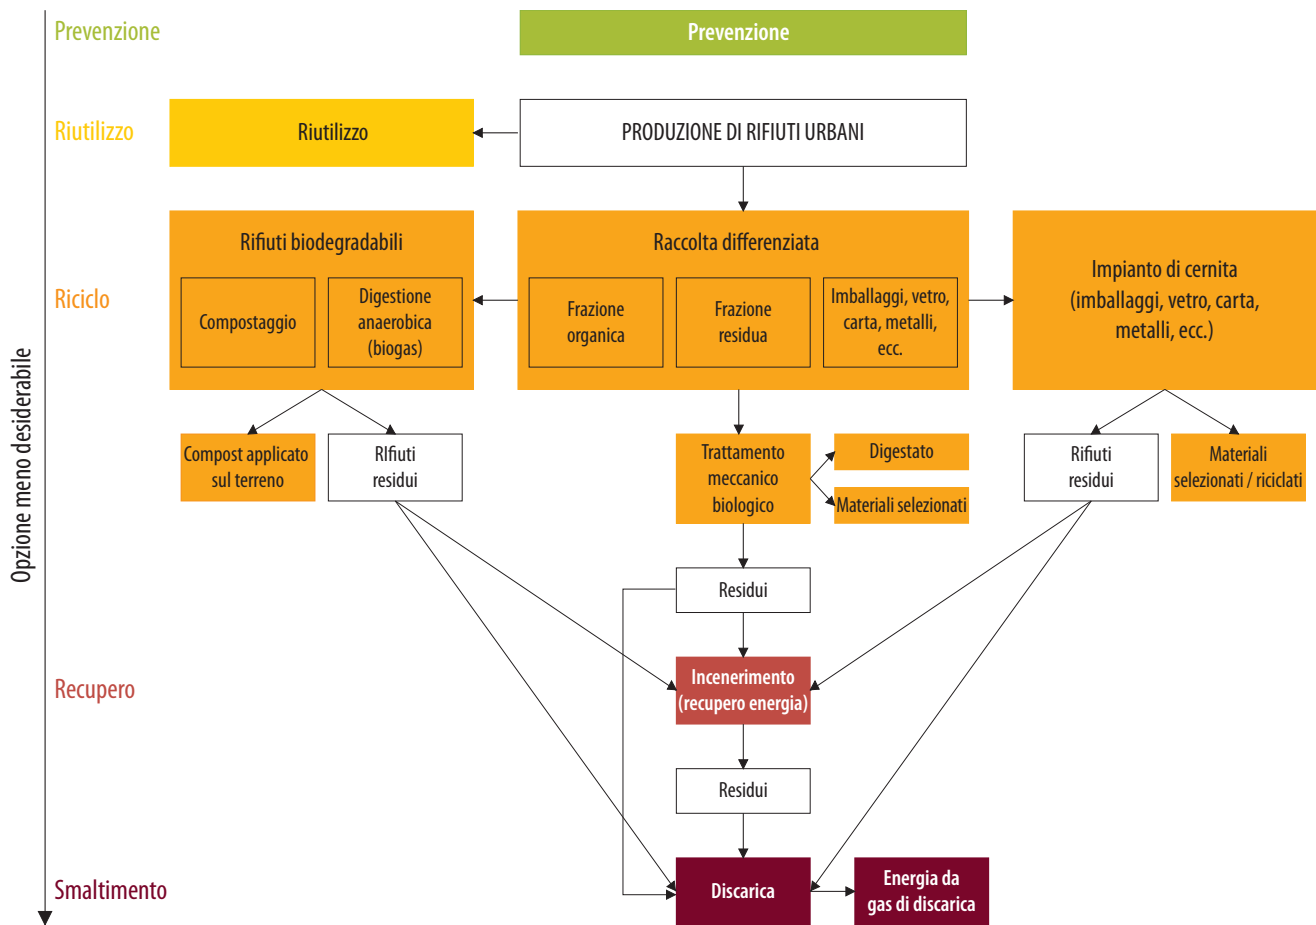 Prevenzione
Prevenzione
Riutilizzo
Riutilizzo
PRODUZIONE DI RIFIUTI URBANI
Riciclo
Rifiuti biodegradabili
Compostaggio
Digestione
anaerobica
(biogas)
Raccolta differenziata
Frazione
organica
Frazione
residua
Imballaggi, vetro,
carta, metalli,
ecc.
Impianto di cernita
(imballaggi, vetro, carta,
metalli, ecc.)
Opzione memo desiderabile
Compost applicato
sul terreno
RIfiuti
residui
Trattamento
meccanico
biologico
Digestato
Materiali selezionati
Rifiuti
residui
Materiali
selezionati / riciclati
Residui
Recupero
Incenerimento
(recupero energia)
Residui
Smaltimento
Discarica
Energia da
gas di discarica